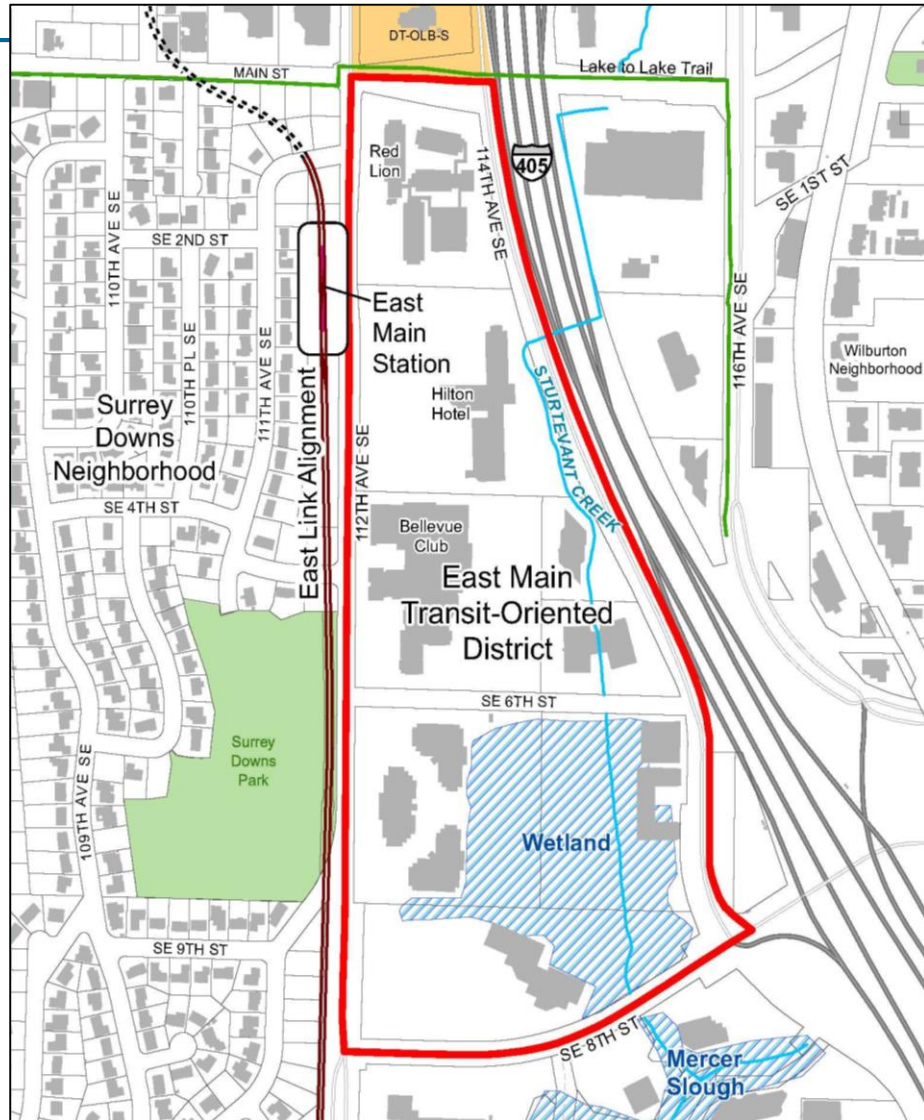 DT-OLB-S
MAIN ST
Lake to Lake Trail
Red
Lion
114TH AVE SE
405
SE 1ST ST
110TH AVE SE
SE 2ND ST
110TH PL SE
111TH AVE SE
East
Main
Station
116TH AVE SE
Wilburton
Neighborhood
Hilton
Hotel
STURTEVANT CREEK
Surrey
Downs
Neighborhood
East Link Alignment
112TH AVE SE
SE 4TH ST
Bellevue
Club
East Main
Transit-Oriented
District
SE 6TH ST
Surrey
Downs
Park
109TH AVE SE
Wetland
SE 9TH ST
SE 8TH ST
Mercer
Slough